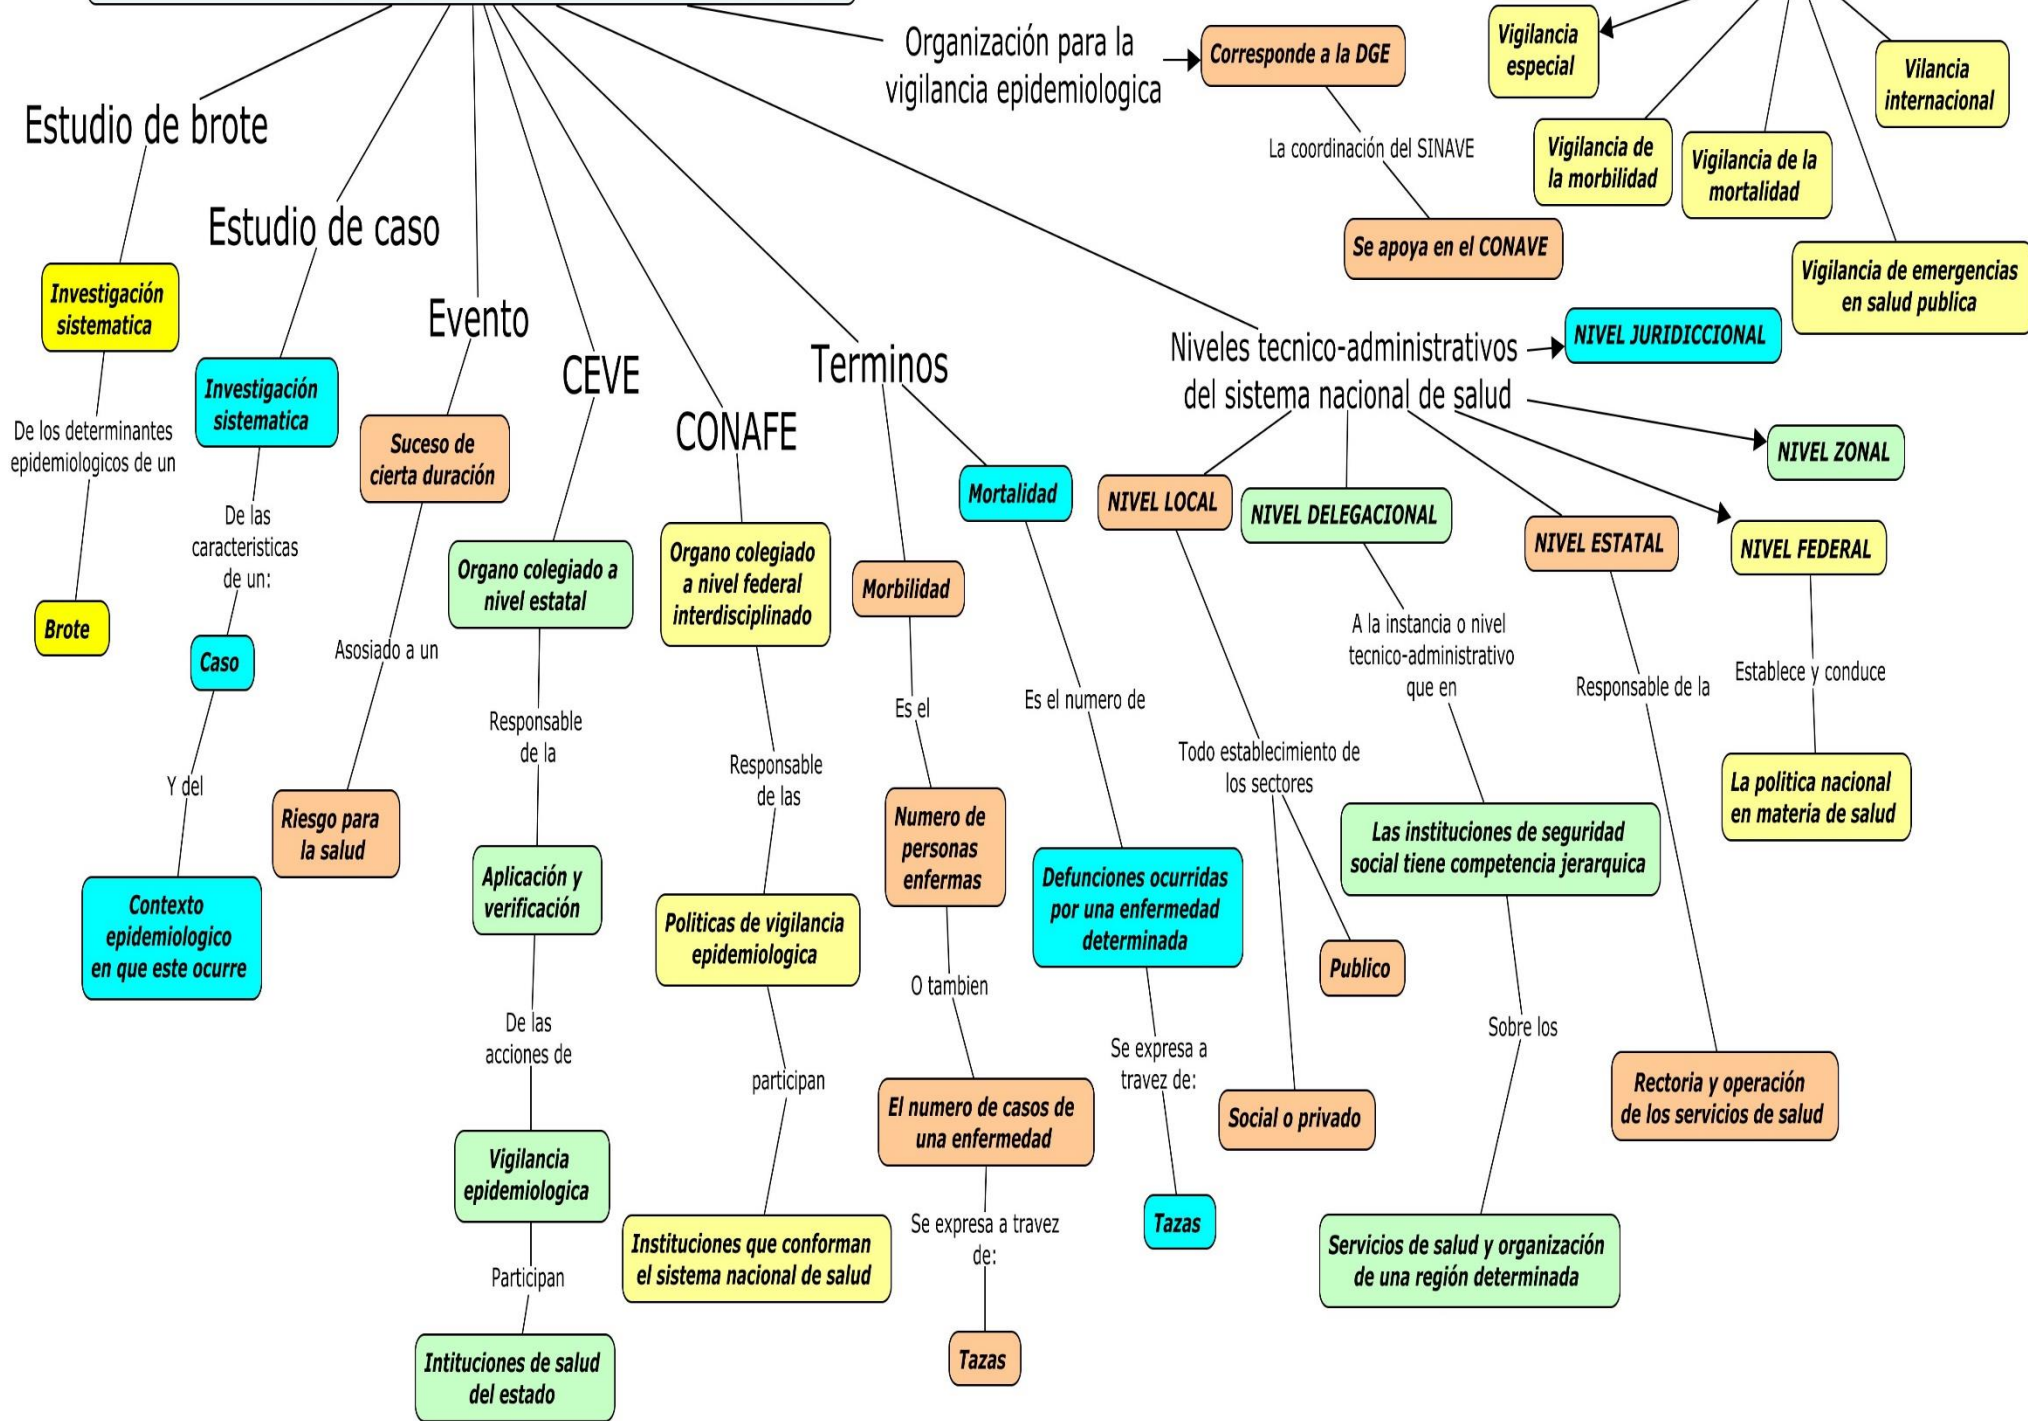 Organización para la
vigilancia epidemiologica
Corresponde a la DGE
La coordinación del SINAVE
Se apoya en el CONAVE
Vigilancia
especial
Vilancia
internacional
Vigilancia de
la morbilidad
Vigilancia de la
mortalidad
Vigilancia de emergencias
en salud publica
Estudio de brote
Investigación
sistematica
De los determinantes
epidemiologicos de un
Brote
Estudio de caso
Investigación
sistematica
De las
caracteristicas
de un:
Caso
Y del
Contexto
epidemiologico
en que este ocurre
Evento
Suceso de
cierta duración
Asosiado a un
Riesgo para
la salud
CEVE
Organo colegiado a
nivel estatal
Responsable
de la
Aplicación y
verificación
De las
acciones de
Vigilancia
epidemiologica
Participan
Intituciones de salud
del estado
CONAFE
Organo colegiado
a nivel federal
interdisciplinado
Responsable
de las
Politicas de vigilancia
epidemiologica
participan
Instituciones que conforman
el sistema nacional de salud
Terminos
Morbilidad
Es el
Numero de
personas
enfermas
O tambien
El numero de casos de
una enfermedad
Se expresa a travez
de:
Tazas
Mortalidad
Es el numero de
Defunciones ocurridas
por una enfermedad
determinada
Se expresa a
travez de:
Tazas
Niveles tecnico-administrativos
del sistema nacional de salud
NIVEL JURIDICCIONAL
NIVEL ZONAL
NIVEL LOCAL
Todo establecimiento de
los sectores
Publico
Social o privado
NIVEL DELEGACIONAL
A la instancia o nivel
tecnico-administrativo
que en
Las instituciones de seguridad
social tiene competencia jerarquica
Sobre los
Servicios de salud y organización
de una región determinada
NIVEL ESTATAL
Responsable de la
Rectoria y operación
de los servicios de salud
NIVEL FEDERAL
Establece y conduce
La politica nacional
en materia de salud